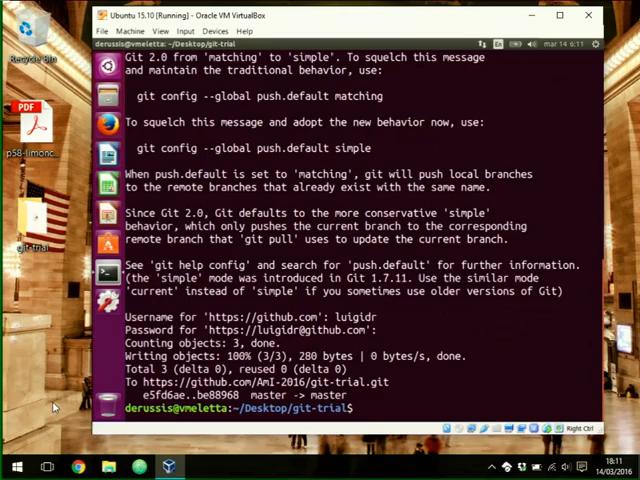 Ubuntu 15.10 [Running] - Oracle VM VirtualBox
File Machine View Input Devices Help
derussis@vmeletta: ~/Desktop/git-trial
En
mar 14 6:11
Git 2.0 from 'matching' to 'simple'. To squelch this message
and maintain the traditional behavior, use:
git config --global push.default matching
To squelch this message and adopt the new behavior now, use:
git config --global push.default simple
When push.default is set to 'matching', git will push local branches
to the remote branches that already exist with the same name.
Since Git 2.0, Git defaults to the more conservative 'simple'
behavior, which only pushes the current branch to the corresponding
remote branch that 'git pull' uses to update the current branch.
See 'git help config' and search for 'push.default' for further information.
(the 'simple' mode was introduced in Git 1.7.11. Use the similar mode
'current' instead of 'simple' if you sometimes use older versions of Git)
Username for 'https://github.com': luigidr
Password for 'https://luigidr@github.com':
Counting objects: 3, done.
Writing objects: 100% (3/3), 280 bytes | 0 bytes/s, done.
Total 3 (delta 0), reused 0 (delta 0)
To https://github.com/AmI-2016/git-trial.git
e5fd6ae..be88968 master -> master
derussis@vmeletta:~/Desktop/git-trial$
Right Ctrl
Recycle Bin
PDF
p58-limonc...
git-trial
18:11
14/03/2016